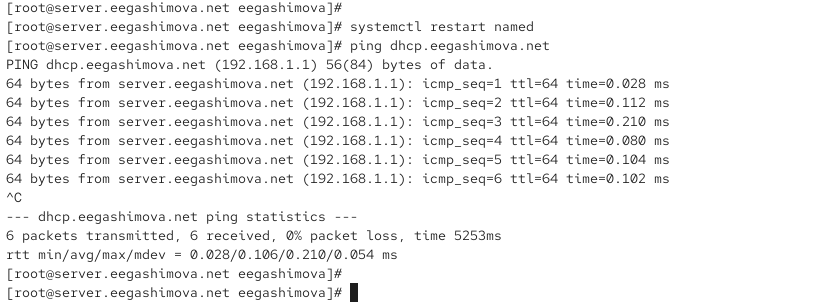 [root@server.eegashimova.net eegashimova]#
[root@server.eegashimova.net eegashimova]# systemctl restart named
[root@server.eegashimova.net eegashimova]# ping dhcp.eegashimova.net
PING dhcp.eegashimova.net (192.168.1.1) 56(84) bytes of data.
64 bytes from server.eegashimova.net (192.168.1.1): icmp_seq=1 ttl=64 time=0.028 ms
64 bytes from server.eegashimova.net (192.168.1.1): icmp_seq=2 ttl=64 time=0.112 ms
64 bytes from server.eegashimova.net (192.168.1.1): icmp_seq=3 ttl=64 time=0.210 ms
64 bytes from server.eegashimova.net (192.168.1.1): icmp_seq=4 ttl=64 time=0.080 ms
64 bytes from server.eegashimova.net (192.168.1.1): icmp_seq=5 ttl=64 time=0.104 ms
64 bytes from server.eegashimova.net (192.168.1.1): icmp_seq=6 ttl=64 time=0.102 ms
^C
--- dhcp.eegashimova.net ping statistics ---
6 packets transmitted, 6 received, 0% packet loss, time 5253ms
rtt min/avg/max/mdev = 0.028/0.106/0.210/0.054 ms
[root@server.eegashimova.net eegashimova]#
[root@server.eegashimova.net eegashimova]#